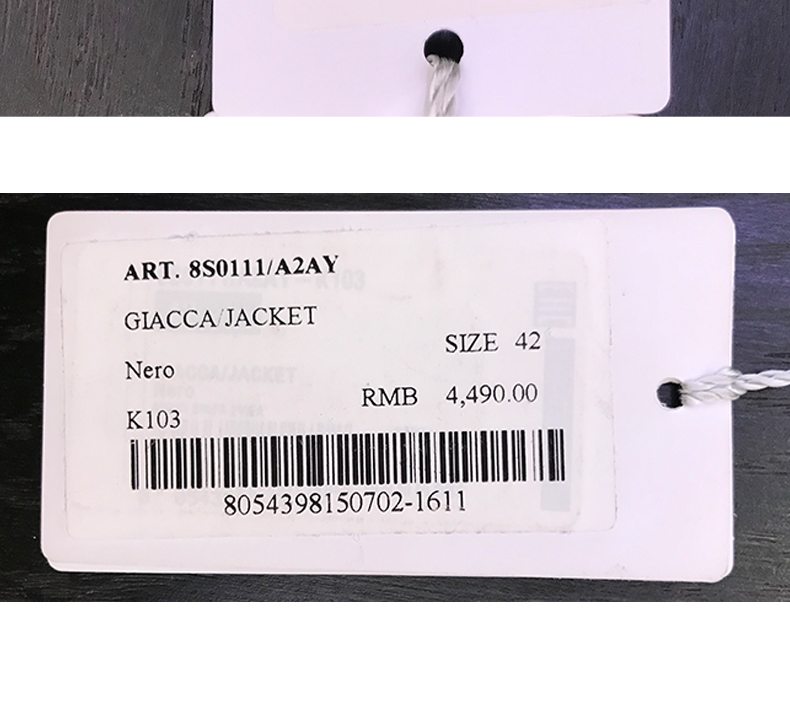 ART. 8S0111/A2AY
GIACCA/JACKET
SIZE 42
Nero
RMB 4,490.00
K103
8054398150702-1611